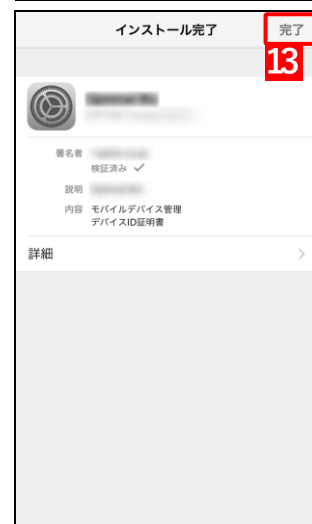 インストール完了
完了
13
署名者
検証済み ✓
説明
内容 モバイルデバイス管理
デバイスID証明書
詳細